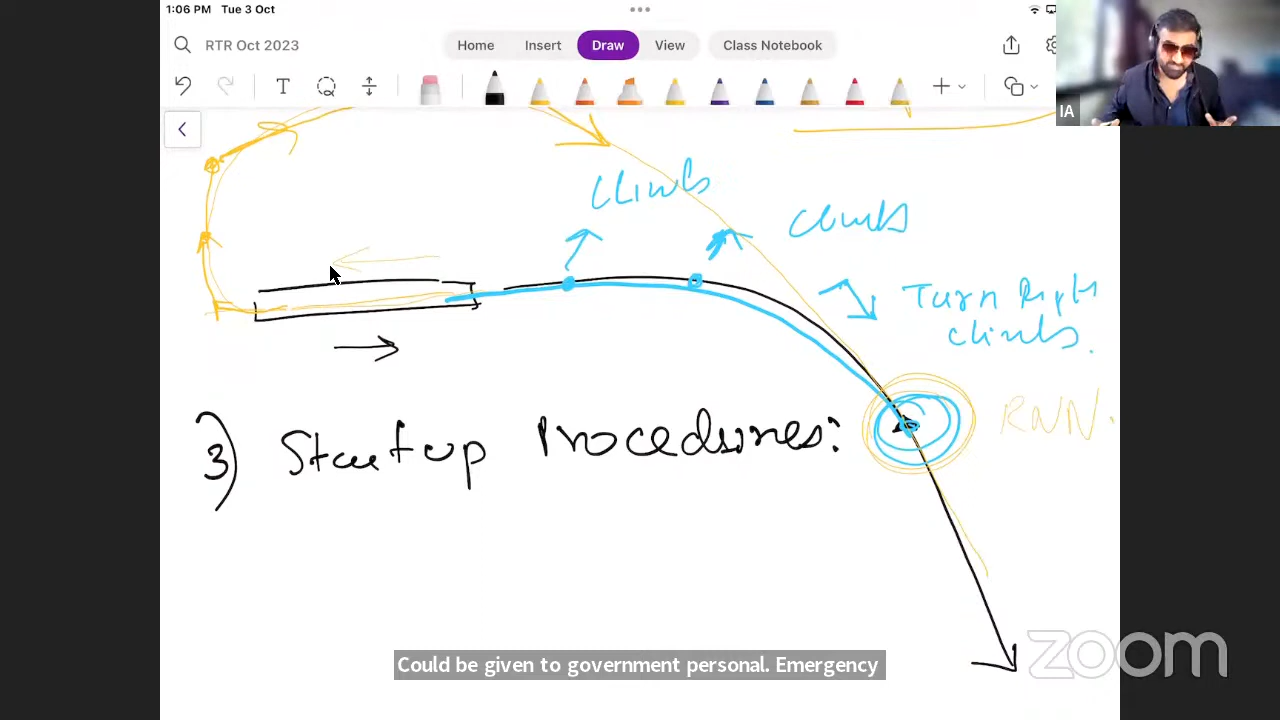 1:06 PM Tue 3 Oct
RTR Oct 2023
Home Insert Draw View Class Notebook
T
IA
Climb
Climb
Turn Right
climb.
RNN.
3) Startup Procedures:
Could be given to government personal. Emergency
zoom